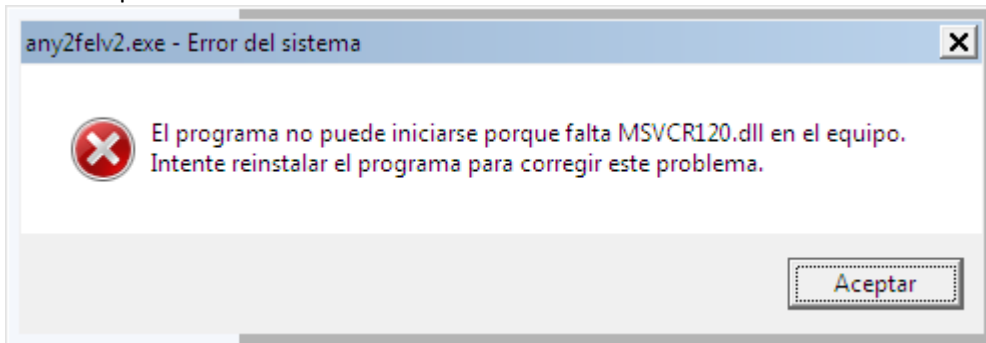 any2felv2.exe - Error del sistema
El programa no puede iniciarse porque falta MSVCR120.dll en el equipo.
Intente reinstalar el programa para corregir este problema.
Aceptar